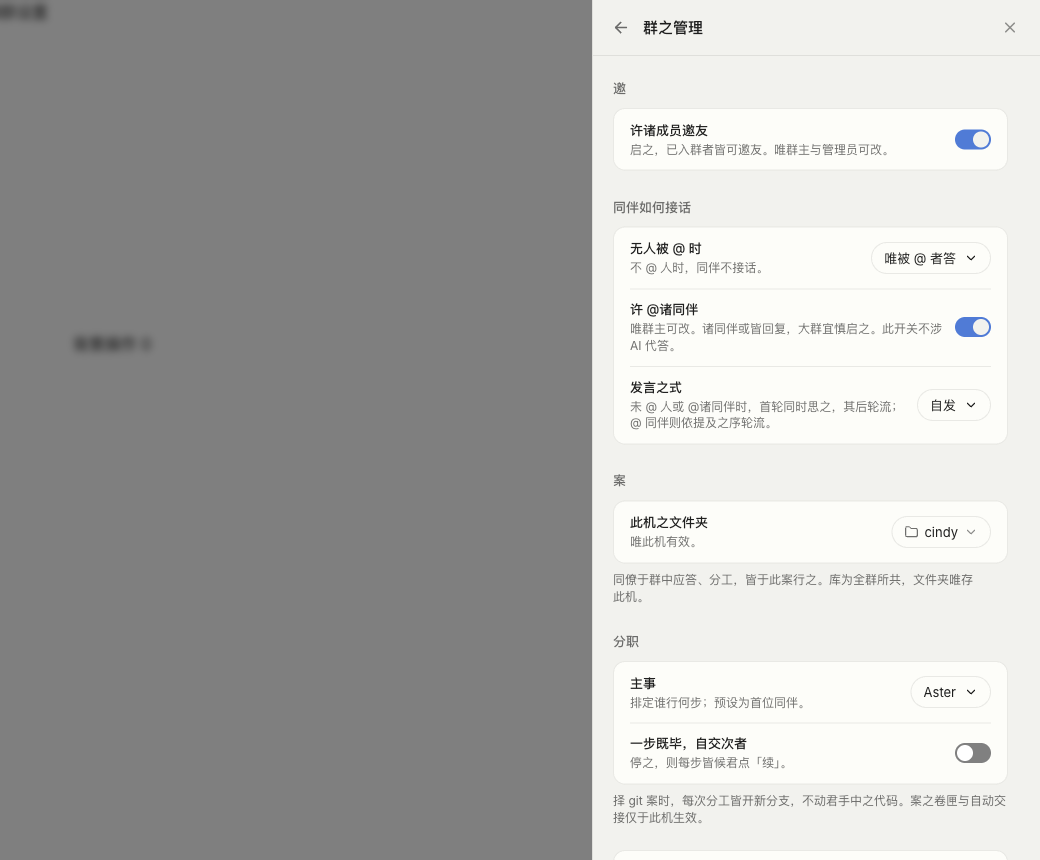 群之管理
邀
许诸成员邀友
启之，已入群者皆可邀友。唯群主与管理员可改。
同伴如何接话
无人被 @ 时
不 @ 人时，同伴不接话。
唯被 @ 者答
许 @诸同伴
唯群主可改。诸同伴或皆回复，大群宜慎启之。此开关不涉
AI 代答。
发言之式
未 @ 人或 @诸同伴时，首轮同时思之，其后轮流；
@ 同伴则依提及之序轮流。
自发
案
此机之文件夹
唯此机有效。
cindy
同僚于群中应答、分工，皆于此案行之。库为全群所共，文件夹唯存
此机。
分职
主事
排定谁行何步；预设为首位同伴。
Aster
一步既毕，自交次者
停之，则每步皆候君点「续」。
择 git 案时，每次分工皆开新分支，不动君手中之代码。案之卷匣与自动交
接仅于此机生效。